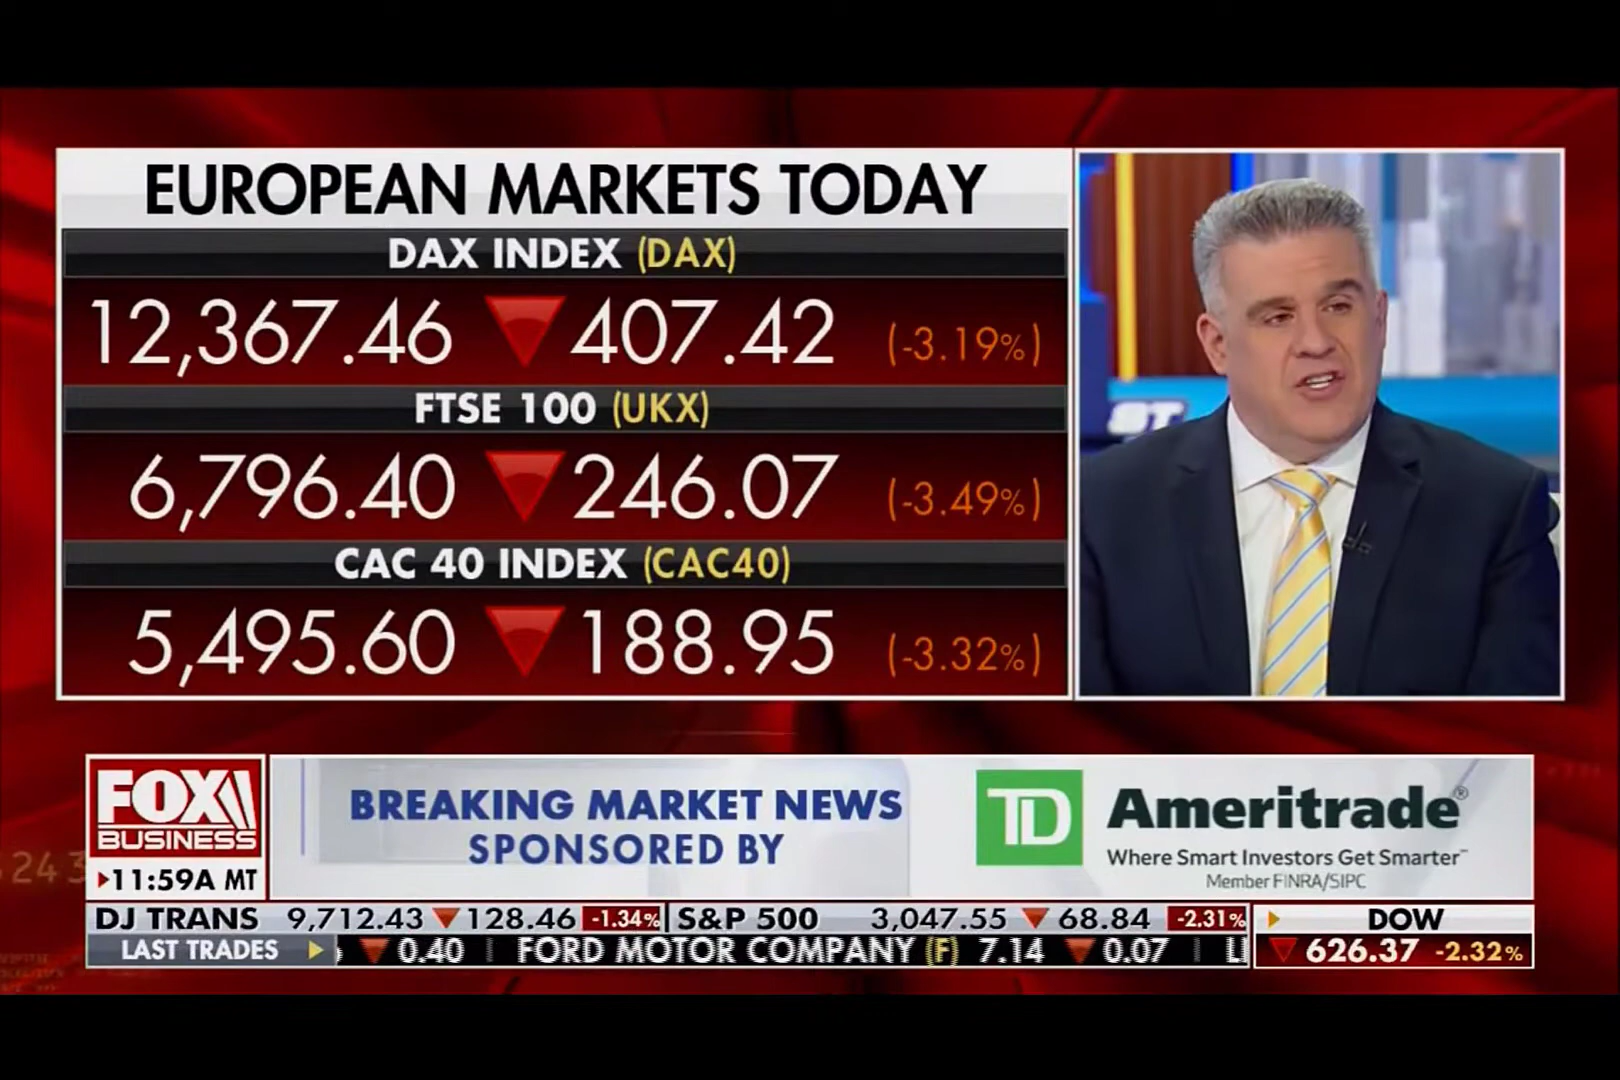 EUROPEAN MARKETS TODAY
DAX INDEX (DAX)
12,367.46 ▼ 407.42 (-3.19%)
FTSE 100 (UKX)
6,796.40 ▼ 246.07 (-3.49%)
CAC 40 INDEX (CAC40)
5,495.60 ▼ 188.95 (-3.32%)
ST
FOX
BUSINESS
11:59A MT
BREAKING MARKET NEWS
SPONSORED BY
TD Ameritrade®
Where Smart Investors Get Smarter℠
Member FINRA/SIPC
243
DJ TRANS 9,712.43 ▼ 128.46 -1.34% S&P 500 3,047.55 ▼ 68.84 -2.31%
DOW
▼ 626.37 -2.32%
LAST TRADES ▼ 0.40 FORD MOTOR COMPANY (F) 7.14 ▼ 0.07